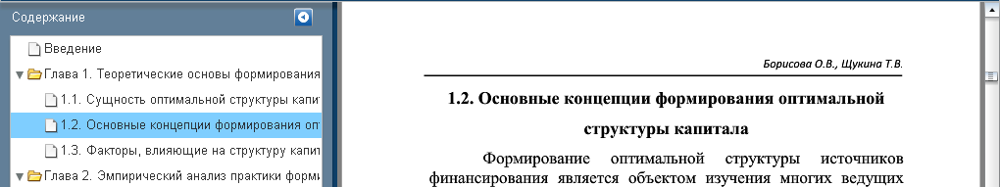 Содержание
Введение
Глава 1. Теоретические основы формирования
1.1. Сущность оптимальной структуры капи
1.2. Основные концепции формирования оп
1.3. Факторы, влияющие на структуру капит
Глава 2. Эмпирический анализ практики форми
Борисова О.В., Щукина Т.В.
1.2. Основные концепции формирования оптимальной
структуры капитала
Формирование оптимальной структуры источников
финансирования является объектом изучения многих ведущих